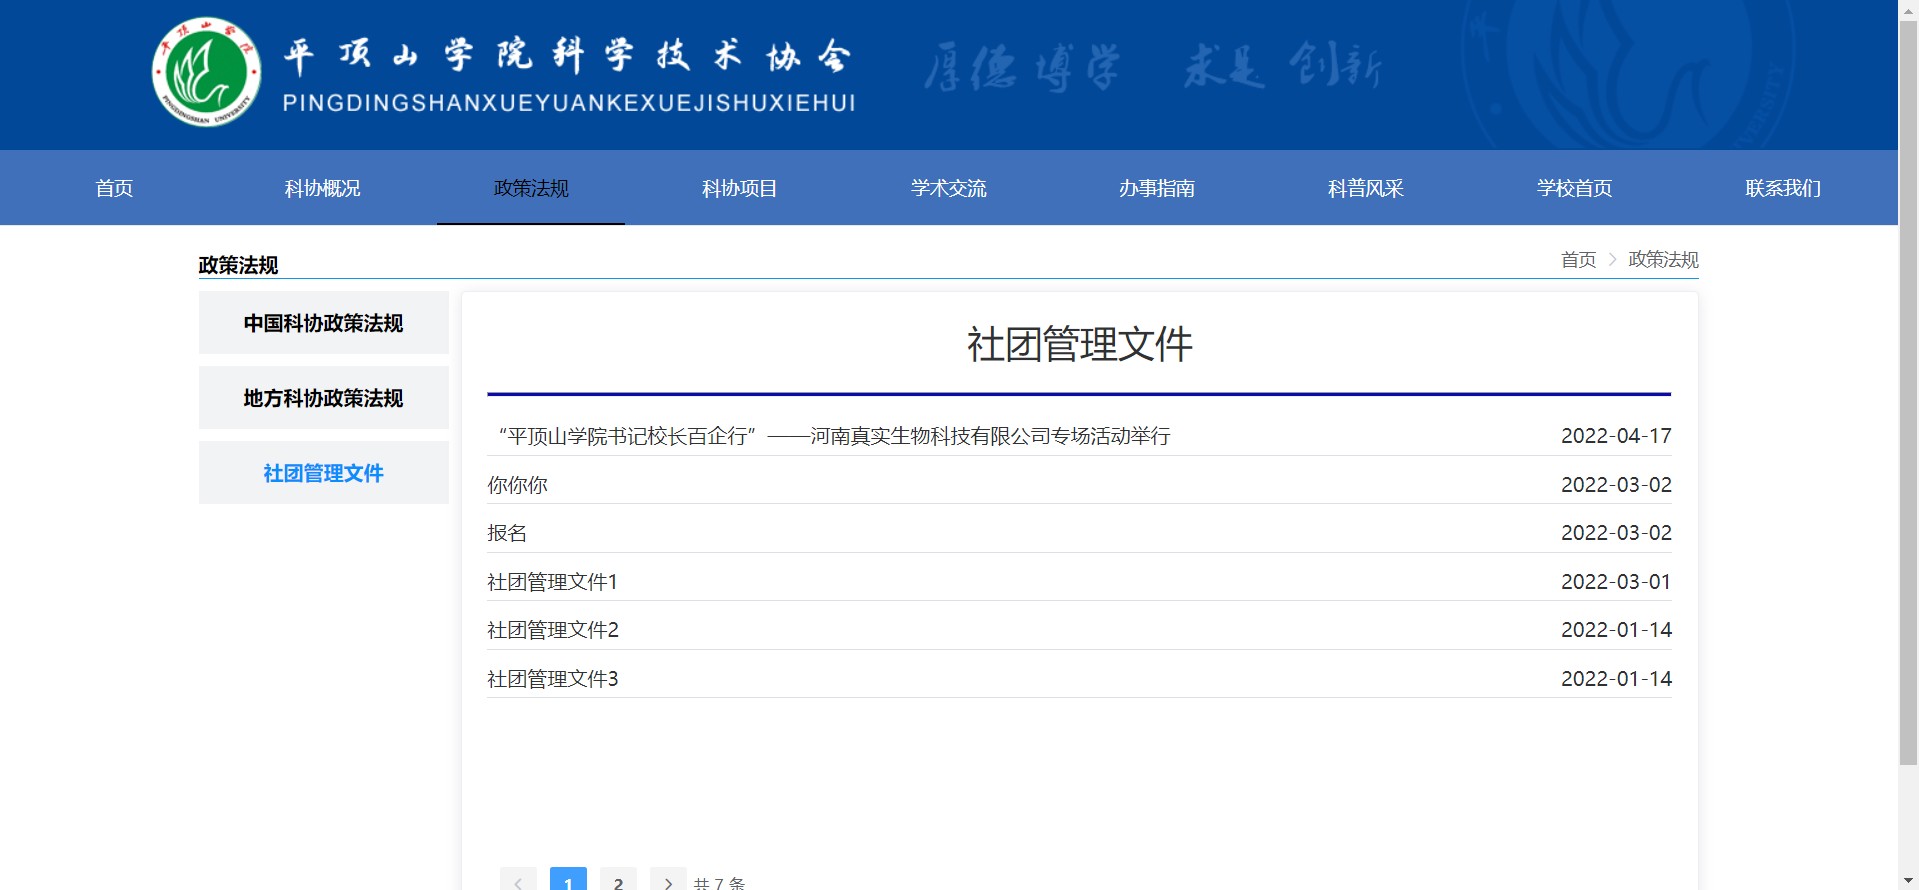 平顶山学院科学技术协会
PINGDINGSHANXUEYUANKEXUEJISHUXIEHUI
厚德 博学 求是 创新
平顶山学院
PINGDINGSHAN UNIVERSITY
首页
科协概况
政策法规
科协项目
学术交流
办事指南
科普风采
学校首页
联系我们
政策法规
首页 > 政策法规
中国科协政策法规
地方科协政策法规
社团管理文件
社团管理文件
“平顶山学院书记校长百企行”——河南真实生物科技有限公司专场活动举行 2022-04-17
你你你 2022-03-02
报名 2022-03-02
社团管理文件1 2022-03-01
社团管理文件2 2022-01-14
社团管理文件3 2022-01-14
< 1 2 > 共 7 条